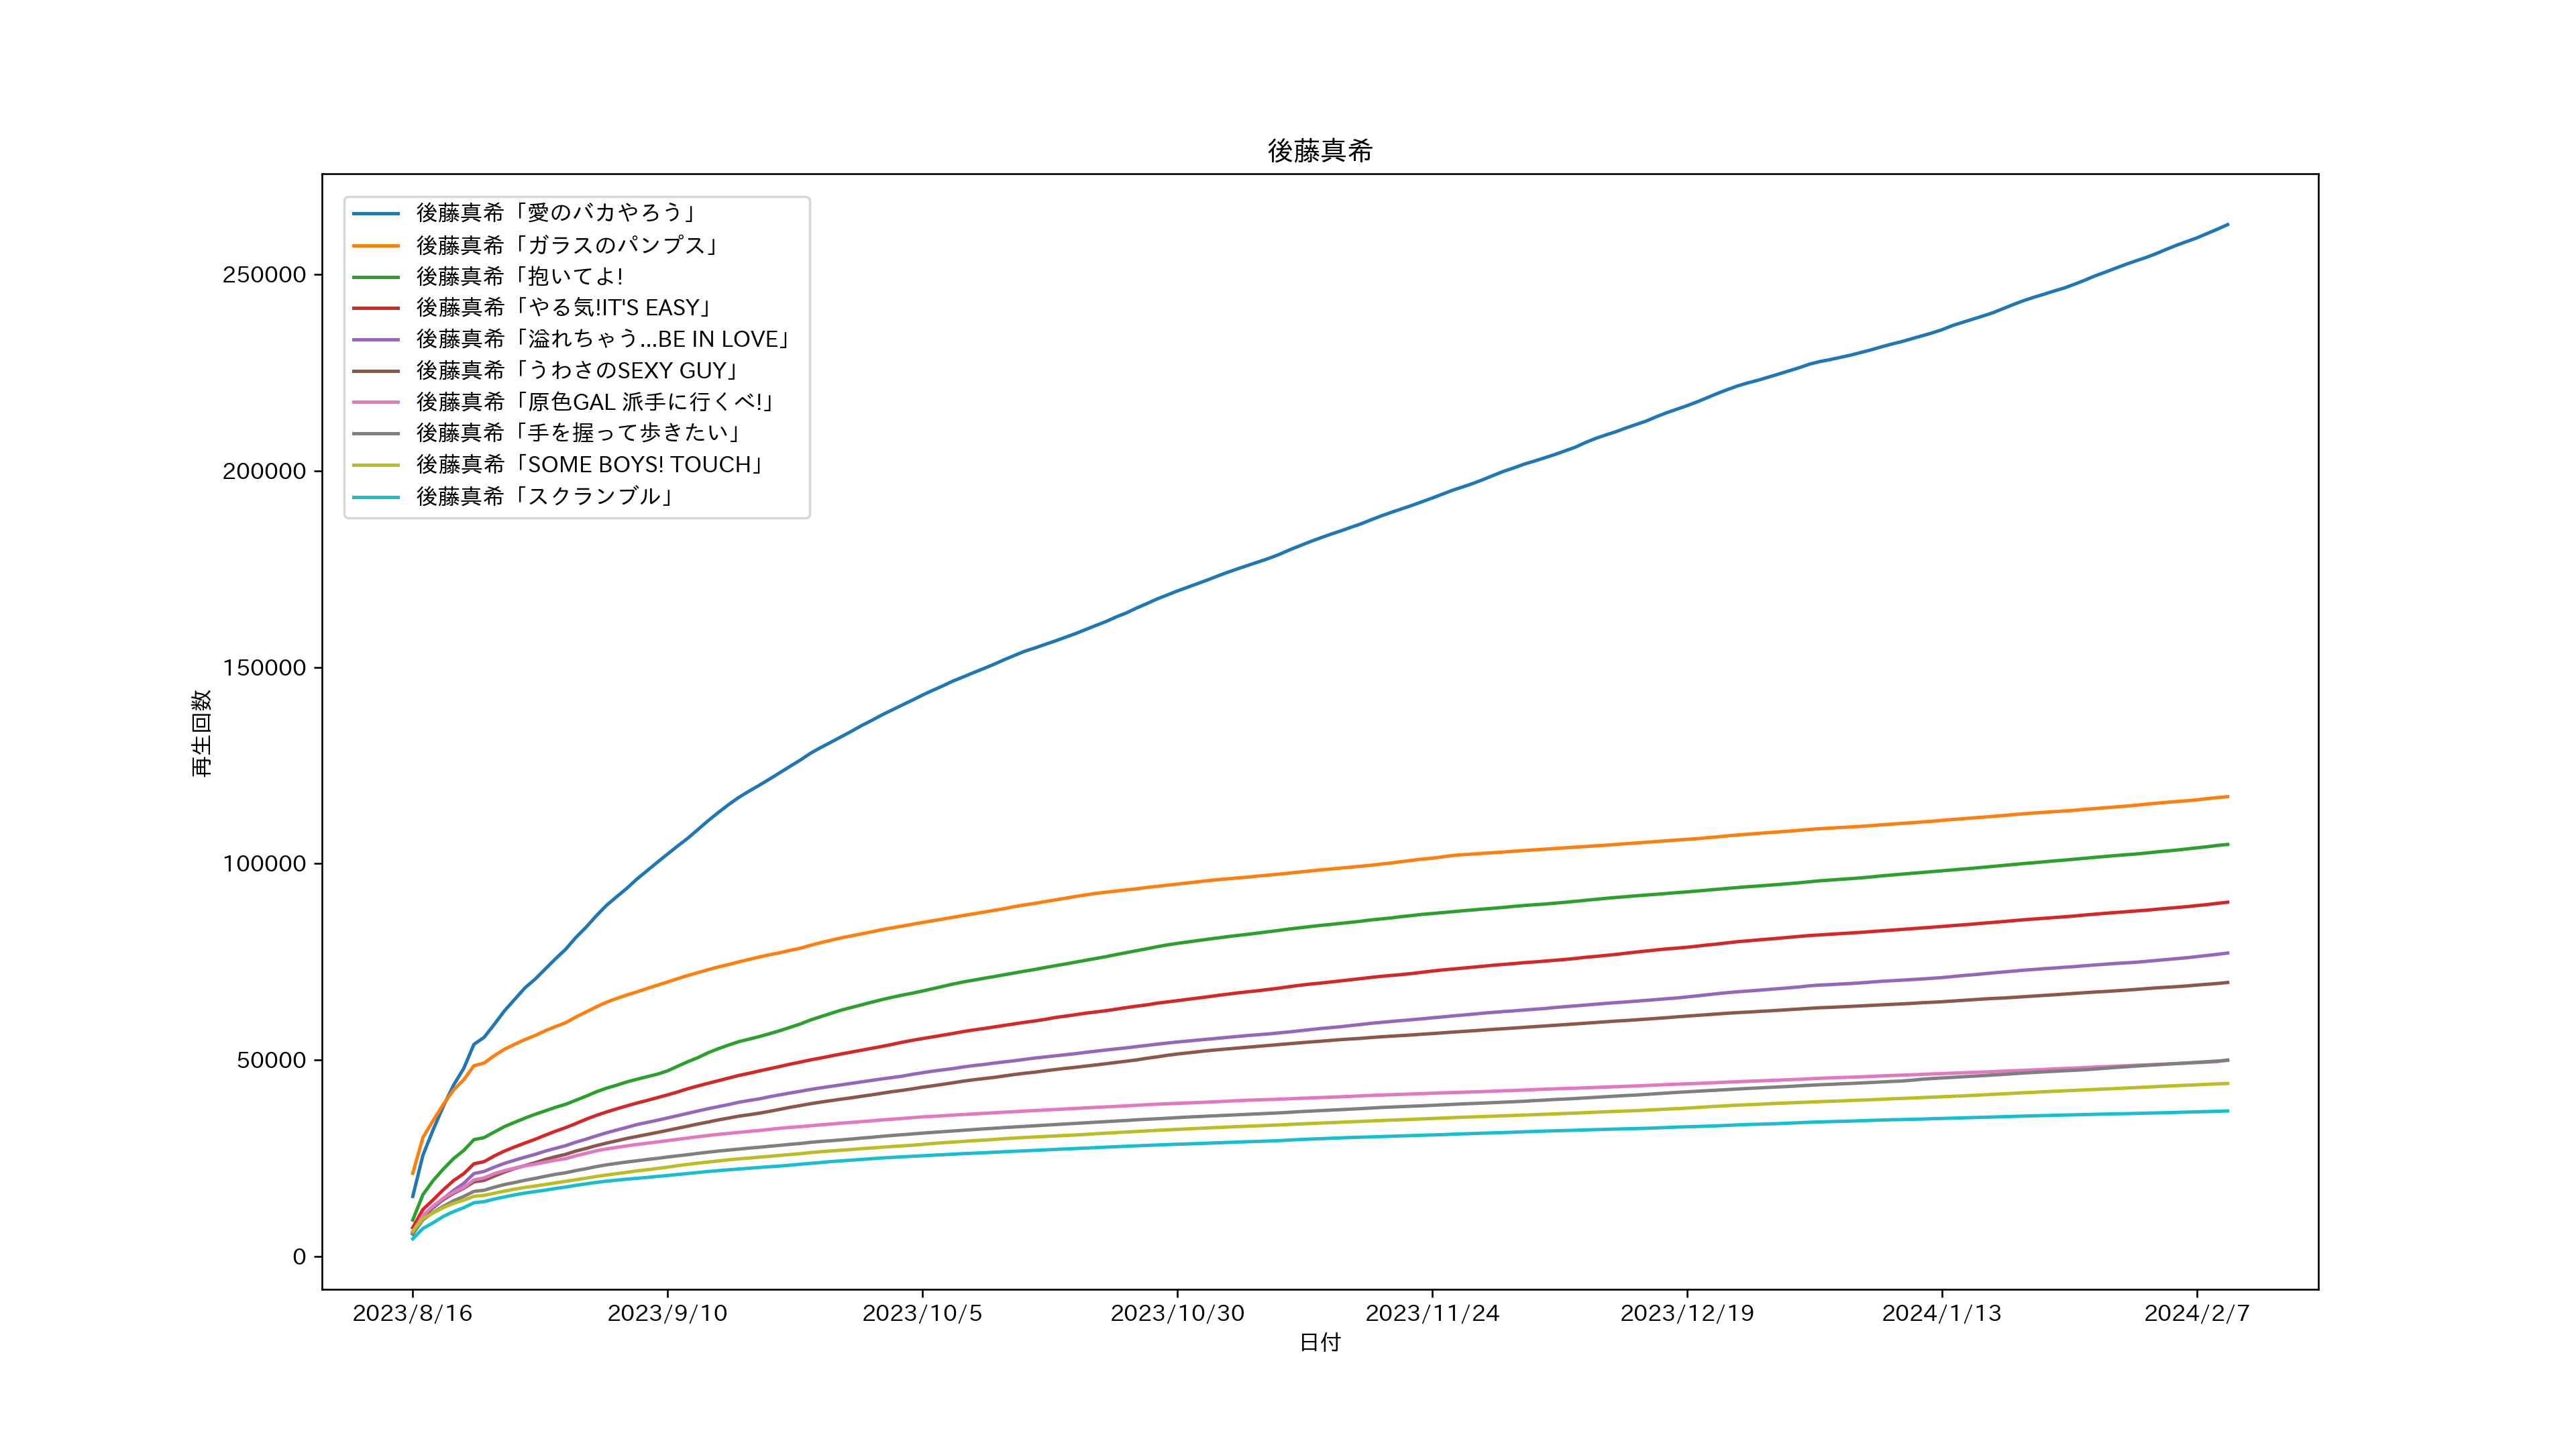 後藤真希
後藤真希「愛のバカやろう」
後藤真希「ガラスのパンプス」
後藤真希「抱いてよ!
後藤真希「やる気!IT'S EASY」
後藤真希「溢れちゃう...BE IN LOVE」
後藤真希「うわさのSEXY GUY」
後藤真希「原色GAL 派手に行くべ!」
後藤真希「手を握って歩きたい」
後藤真希「SOME BOYS! TOUCH」
後藤真希「スクランブル」
250000
200000
150000
100000
50000
0
再生回数
2023/8/16 2023/9/10 2023/10/5 2023/10/30 2023/11/24 2023/12/19 2024/1/13 2024/2/7
日付